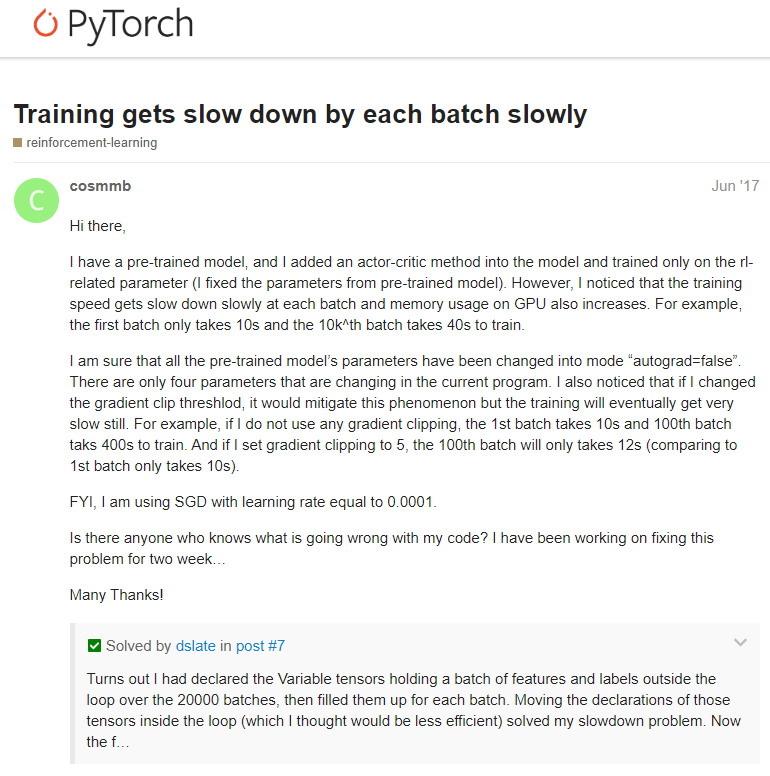 PyTorch
Training gets slow down by each batch slowly
reinforcement-learning
C
cosmmb
Jun '17
Hi there,
I have a pre-trained model, and I added an actor-critic method into the model and trained only on the rl-
related parameter (I fixed the parameters from pre-trained model). However, I noticed that the training
speed gets slow down slowly at each batch and memory usage on GPU also increases. For example,
the first batch only takes 10s and the 10k^th batch takes 40s to train.
I am sure that all the pre-trained model’s parameters have been changed into mode “autograd=false”.
There are only four parameters that are changing in the current program. I also noticed that if I changed
the gradient clip threshlod, it would mitigate this phenomenon but the training will eventually get very
slow still. For example, if I do not use any gradient clipping, the 1st batch takes 10s and 100th batch
taks 400s to train. And if I set gradient clipping to 5, the 100th batch will only takes 12s (comparing to
1st batch only takes 10s).
FYI, I am using SGD with learning rate equal to 0.0001.
Is there anyone who knows what is going wrong with my code? I have been working on fixing this
problem for two week…
Many Thanks!
Solved by dslate in post #7
Turns out I had declared the Variable tensors holding a batch of features and labels outside the
loop over the 20000 batches, then filled them up for each batch. Moving the declarations of those
tensors inside the loop (which I thought would be less efficient) solved my slowdown problem. Now
the f…